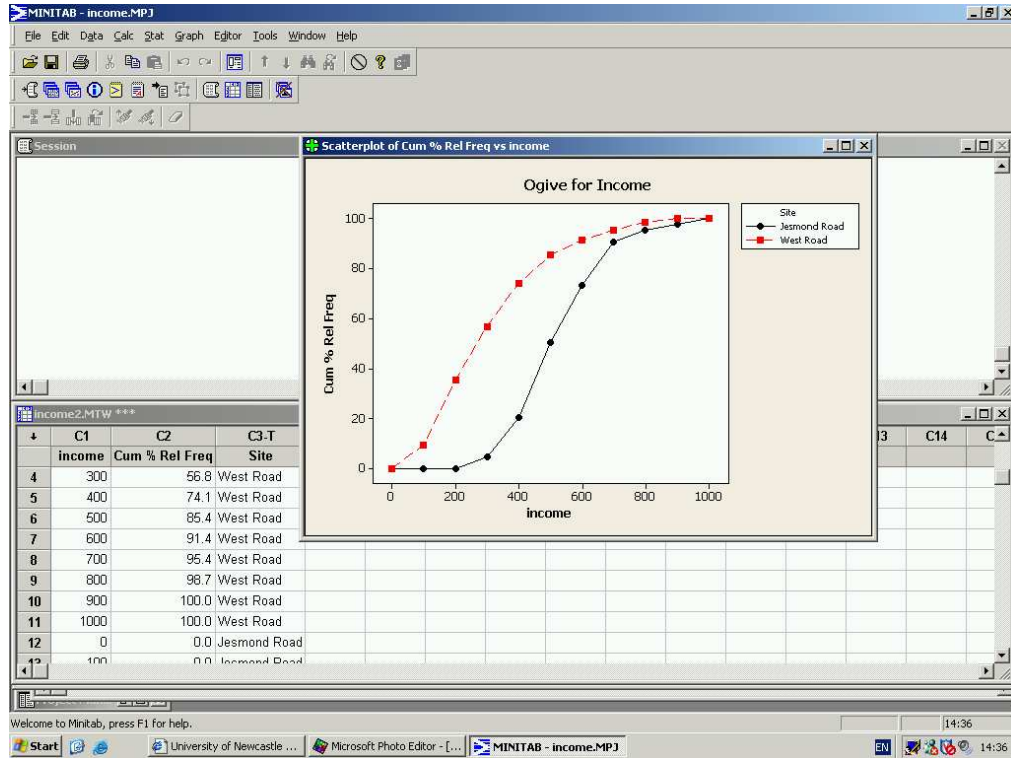 MINITAB - income.MPJ
File Edit Data Calc Stat Graph Editor Tools Window Help
Session
Scatterplot of Cum % Rel Freq vs income
Ogive for Income
Cum % Rel Freq
100
80
60
40
20
0
0 200 400 600 800 1000
income
Site
Jesmond Road
West Road
income2.MTW ***
C1 C2 C3-T 13 C14
income Cum % Rel Freq Site
4 300 56.8 West Road
5 400 74.1 West Road
6 500 85.4 West Road
7 600 91.4 West Road
8 700 95.4 West Road
9 800 98.7 West Road
10 900 100.0 West Road
11 1000 100.0 West Road
12 0 0.0 Jesmond Road
100 0.0 Jesmond Road
Welcome to Minitab, press F1 for help.
14:36
Start University of Newcastle ... Microsoft Photo Editor - [... MINITAB - income.MPJ EN 14:36